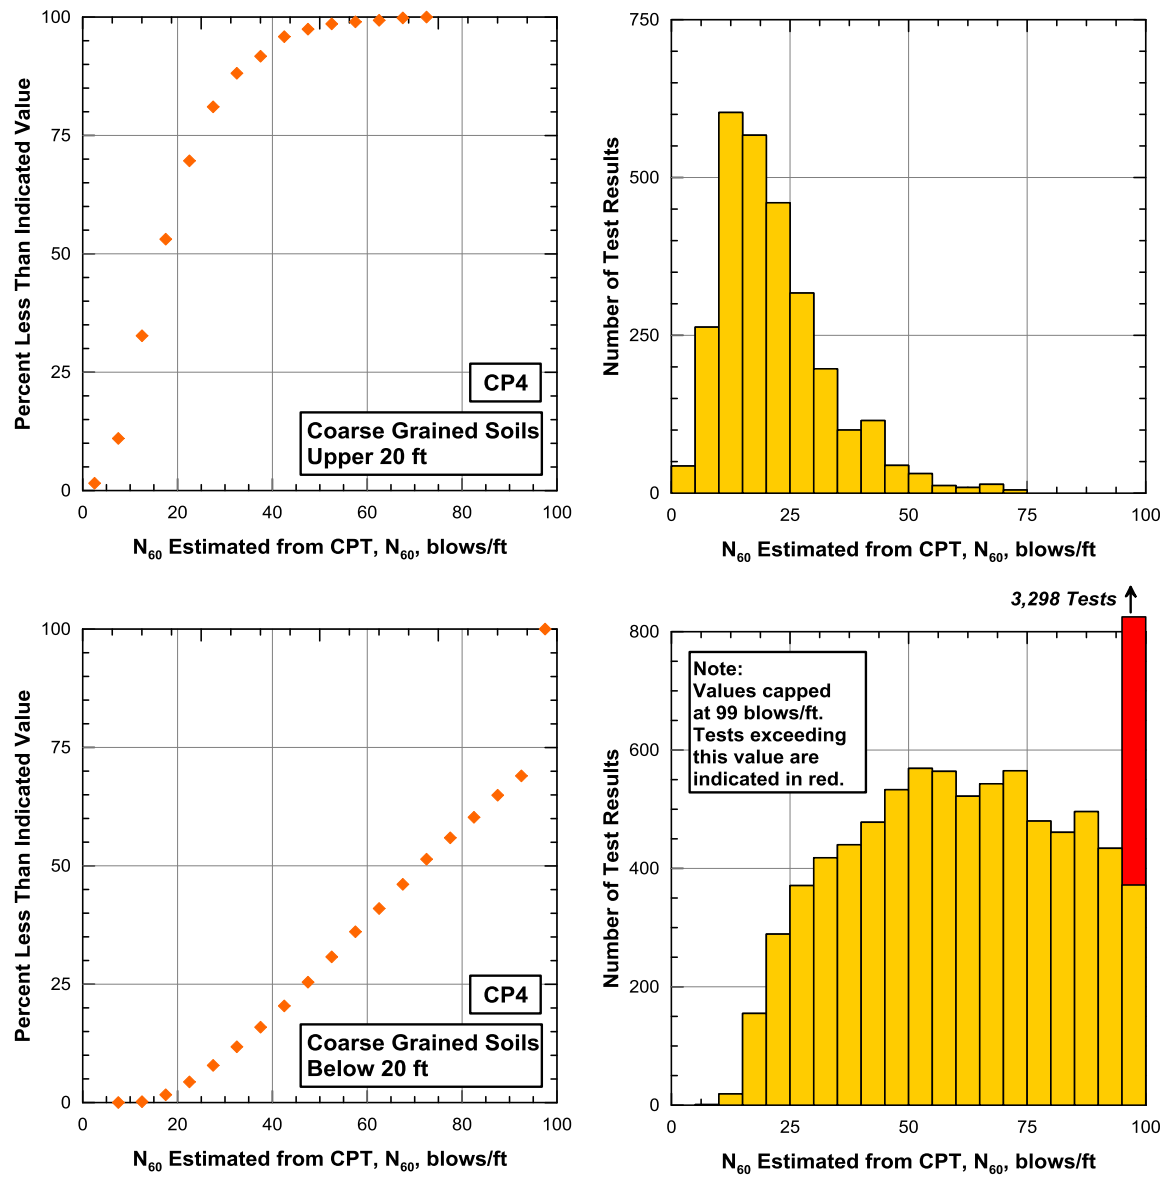 100
75
50
25
0
Percent Less Than Indicated Value
CP4
Coarse Grained Soils
Upper 20 ft
0 20 40 60 80 100
N60 Estimated from CPT, N60, blows/ft
750
500
250
0
Number of Test Results
0 25 50 75 100
N60 Estimated from CPT, N60, blows/ft
100
75
50
25
0
Percent Less Than Indicated Value
CP4
Coarse Grained Soils
Below 20 ft
0 20 40 60 80 100
N60 Estimated from CPT, N60, blows/ft
3,298 Tests
800
600
400
200
0
Number of Test Results
Note:
Values capped
at 99 blows/ft.
Tests exceeding
this value are
indicated in red.
0 25 50 75 100
N60 Estimated from CPT, N60, blows/ft